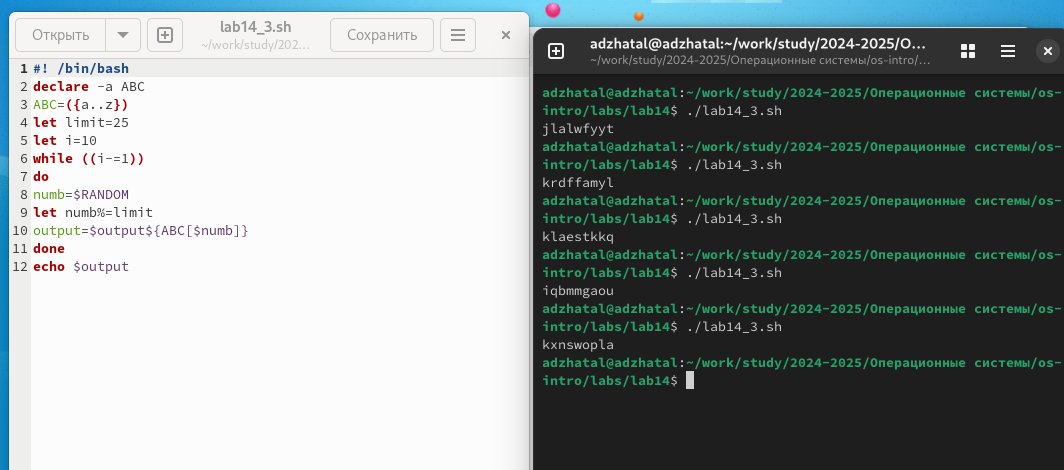 Открыть
lab14_3.sh
~/work/study/202...
Сохранить
1 #! /bin/bash
2 declare -a ABC
3 ABC=({a..z})
4 let limit=25
5 let i=10
6 while ((i-=1))
7 do
8 numb=$RANDOM
9 let numb%=limit
10 output=$output${ABC[$numb]}
11 done
12 echo $output
adzhatal@adzhatal:~/work/study/2024-2025/О...
~/work/study/2024-2025/Операционные системы/os-intro/...
adzhatal@adzhatal:~/work/study/2024-2025/Операционные системы/os-
intro/labs/lab14$ ./lab14_3.sh
jlalwfyyt
adzhatal@adzhatal:~/work/study/2024-2025/Операционные системы/os-
intro/labs/lab14$ ./lab14_3.sh
krdffamyl
adzhatal@adzhatal:~/work/study/2024-2025/Операционные системы/os-
intro/labs/lab14$ ./lab14_3.sh
klaestkkq
adzhatal@adzhatal:~/work/study/2024-2025/Операционные системы/os-
intro/labs/lab14$ ./lab14_3.sh
iqbmmgaou
adzhatal@adzhatal:~/work/study/2024-2025/Операционные системы/os-
intro/labs/lab14$ ./lab14_3.sh
kxnswopla
adzhatal@adzhatal:~/work/study/2024-2025/Операционные системы/os-
intro/labs/lab14$